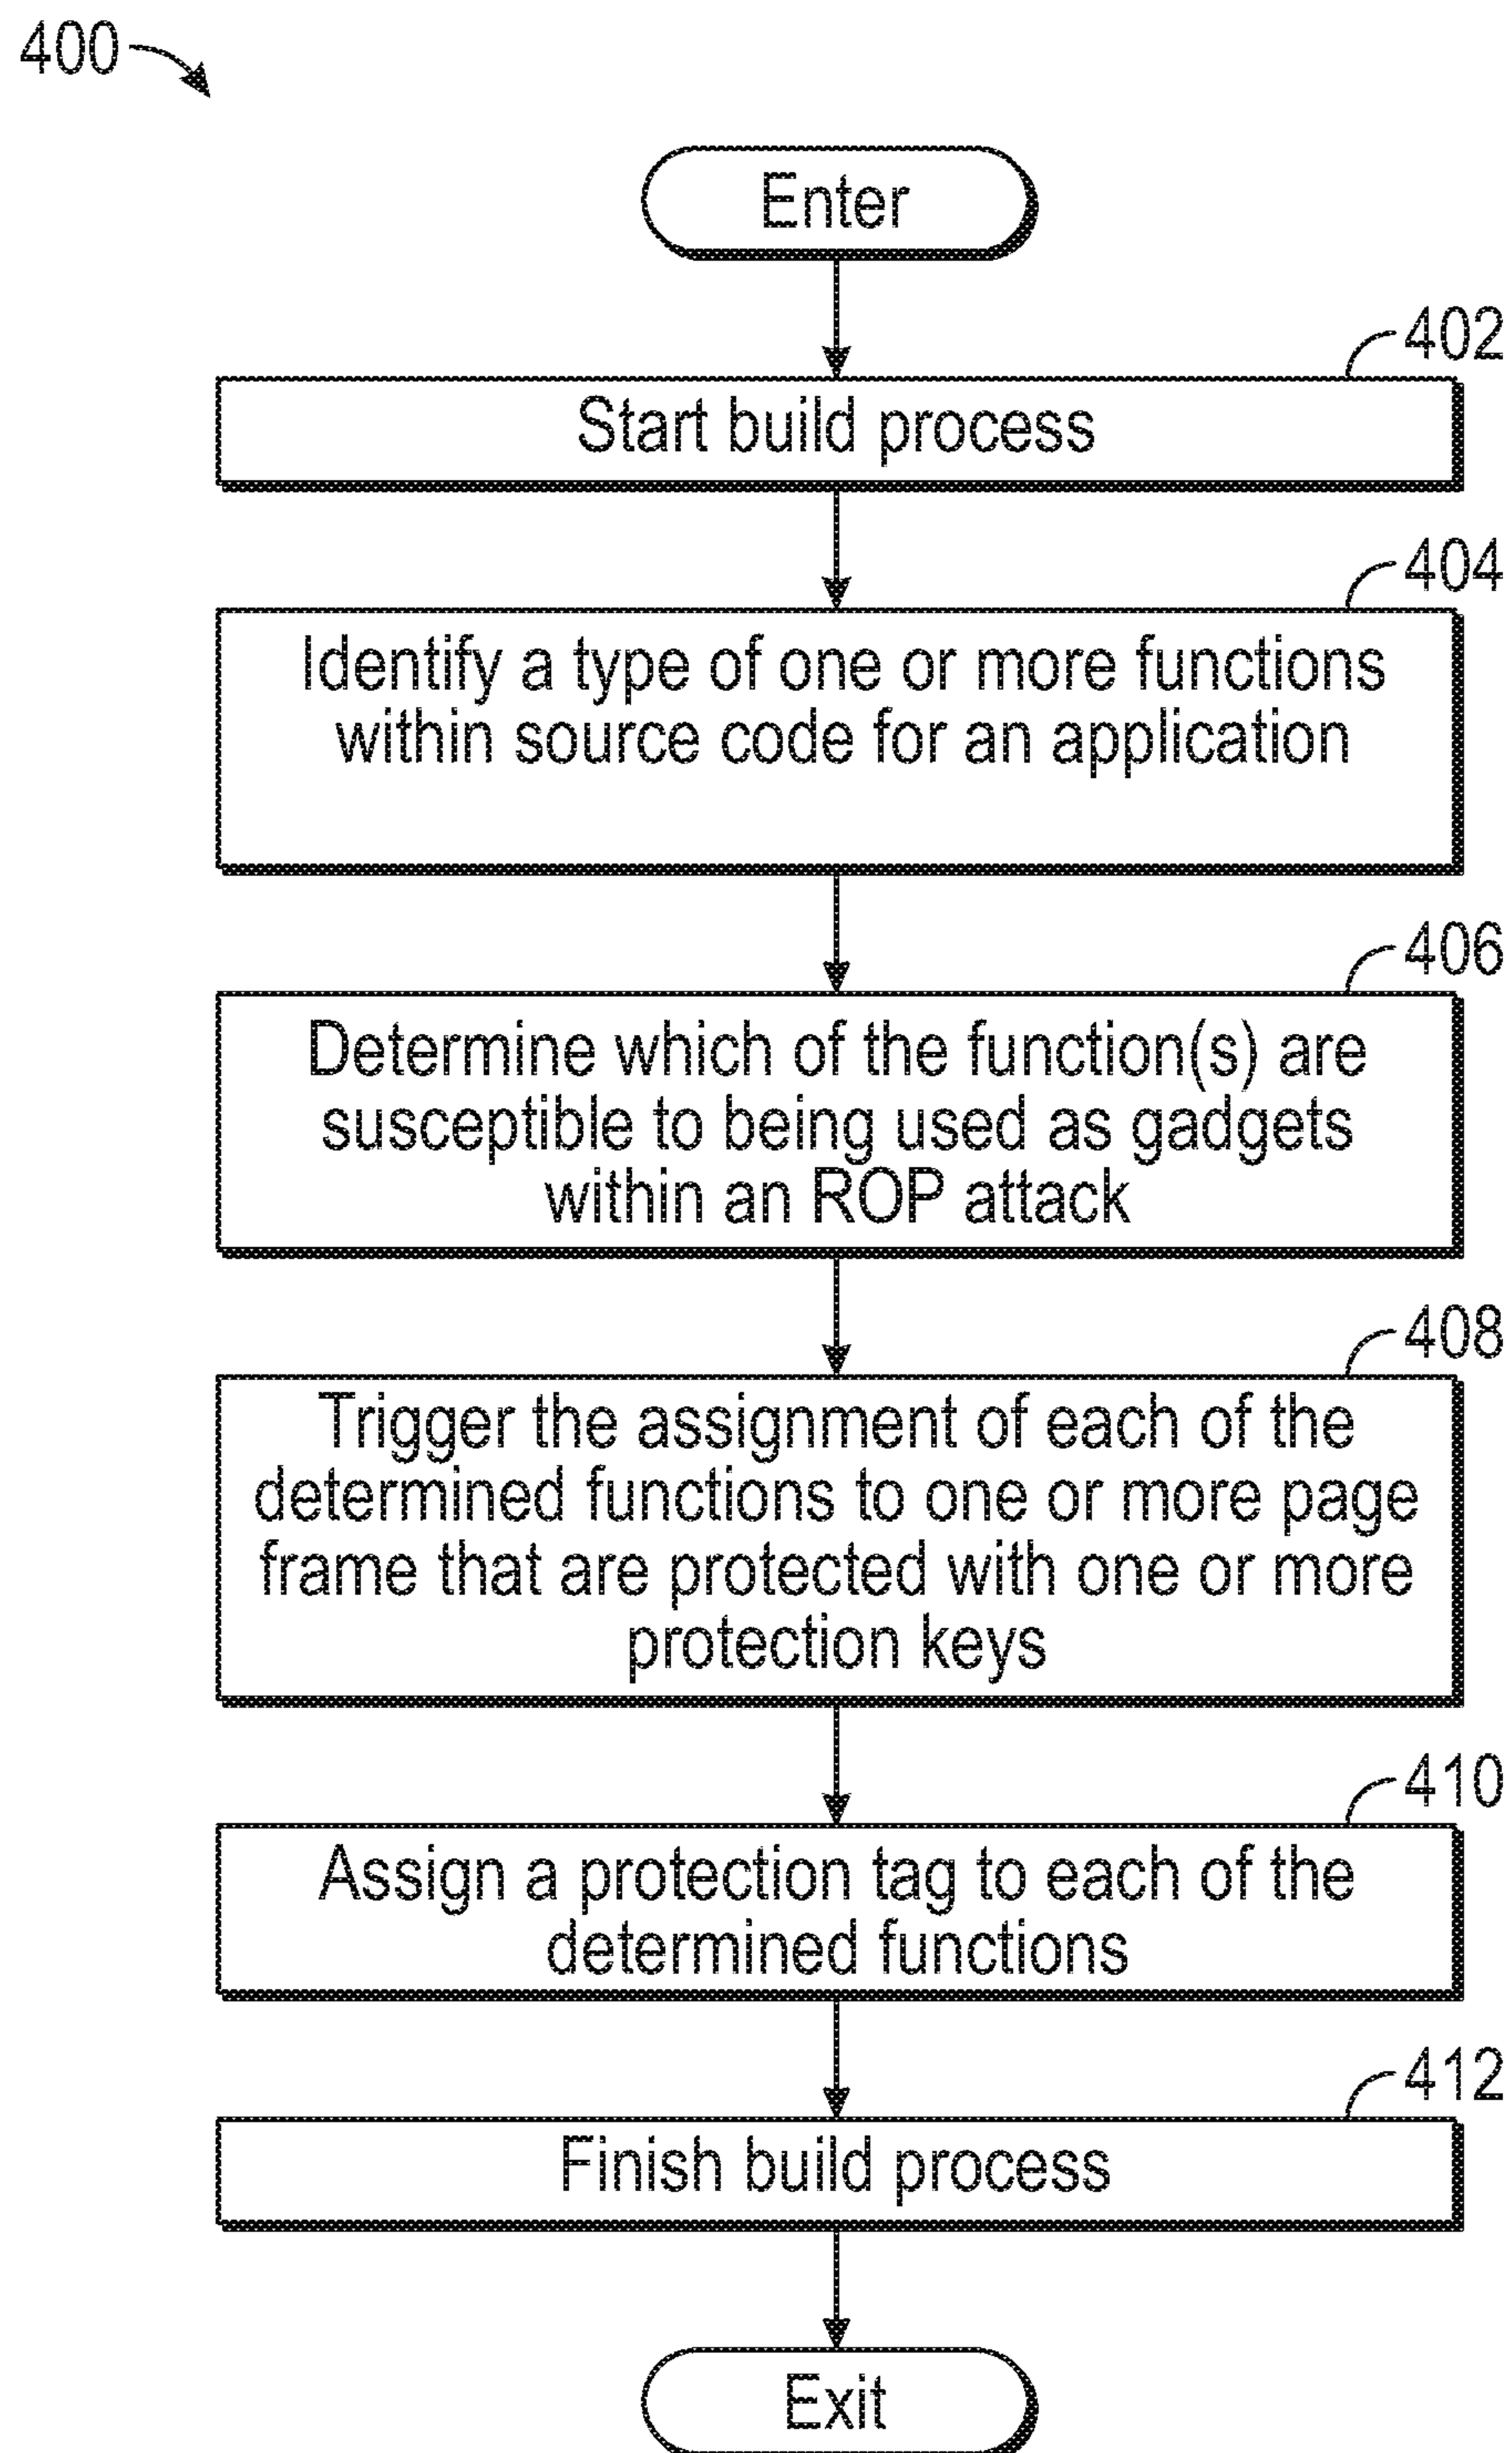 400
Enter
402
Start build process
404
Identify a type of one or more functions
within source code for an application
406
Determine which of the function(s) are
susceptible to being used as gadgets
within an ROP attack
408
Trigger the assignment of each of the
determined functions to one or more page
frame that are protected with one or more
protection keys
410
Assign a protection tag to each of the
determined functions
412
Finish build process
Exit